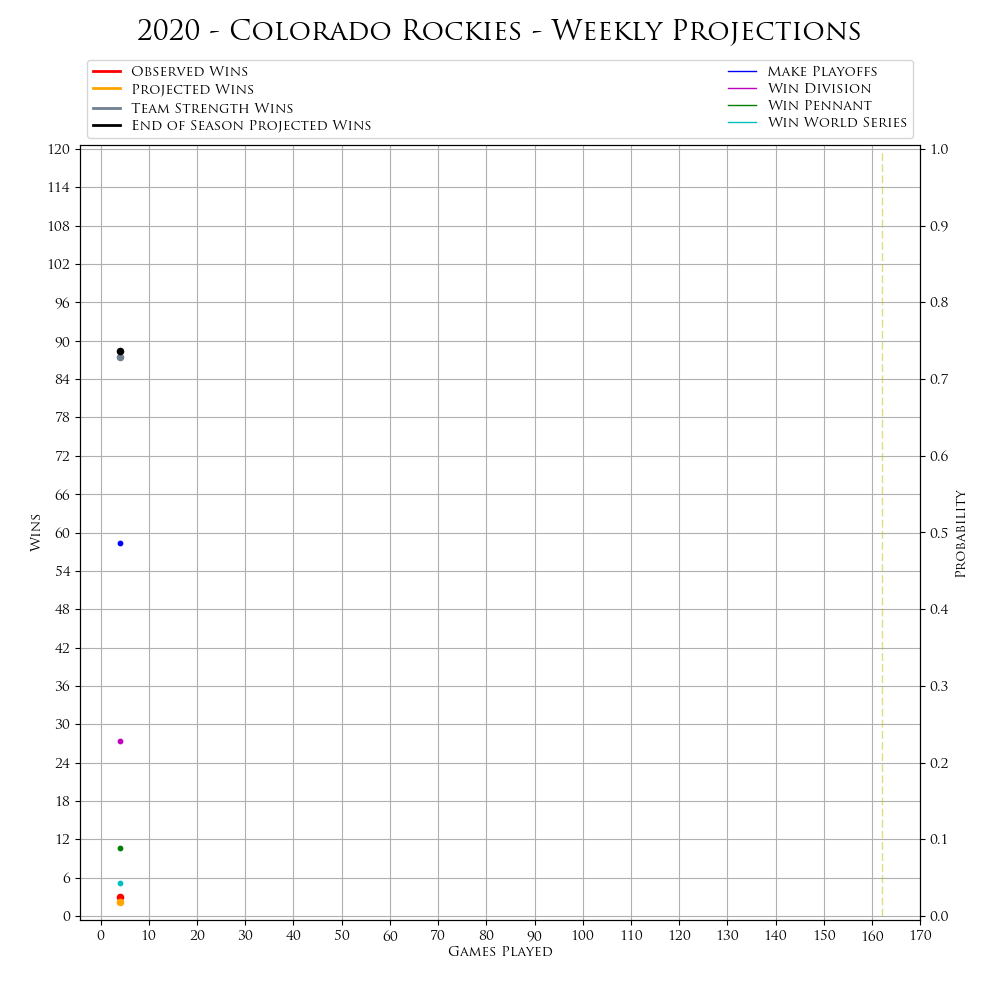 2020 - Colorado Rockies - Weekly Projections
Observed Wins
Projected Wins
Team Strength Wins
End of Season Projected Wins
Make Playoffs
Win Division
Win Pennant
Win World Series
120
114
108
102
96
90
84
78
72
66
60
54
48
42
36
30
24
18
12
6
0
Wins
1.0
0.9
0.8
0.7
0.6
0.5
0.4
0.3
0.2
0.1
0.0
Probability
0 10 20 30 40 50 60 70 80 90 100 110 120 130 140 150 160 170
Games Played